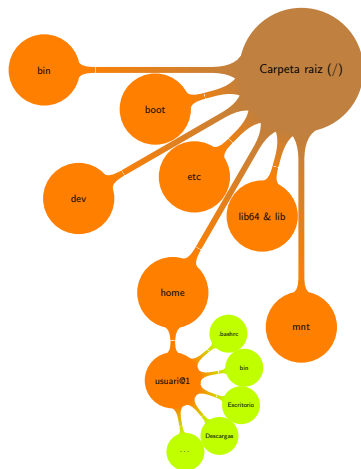 Carpeta raiz (/)
bin
boot
etc
dev
lib64 & lib
home
mnt
.bashrc
bin
usuari@1
Escritorio
Descargas
...